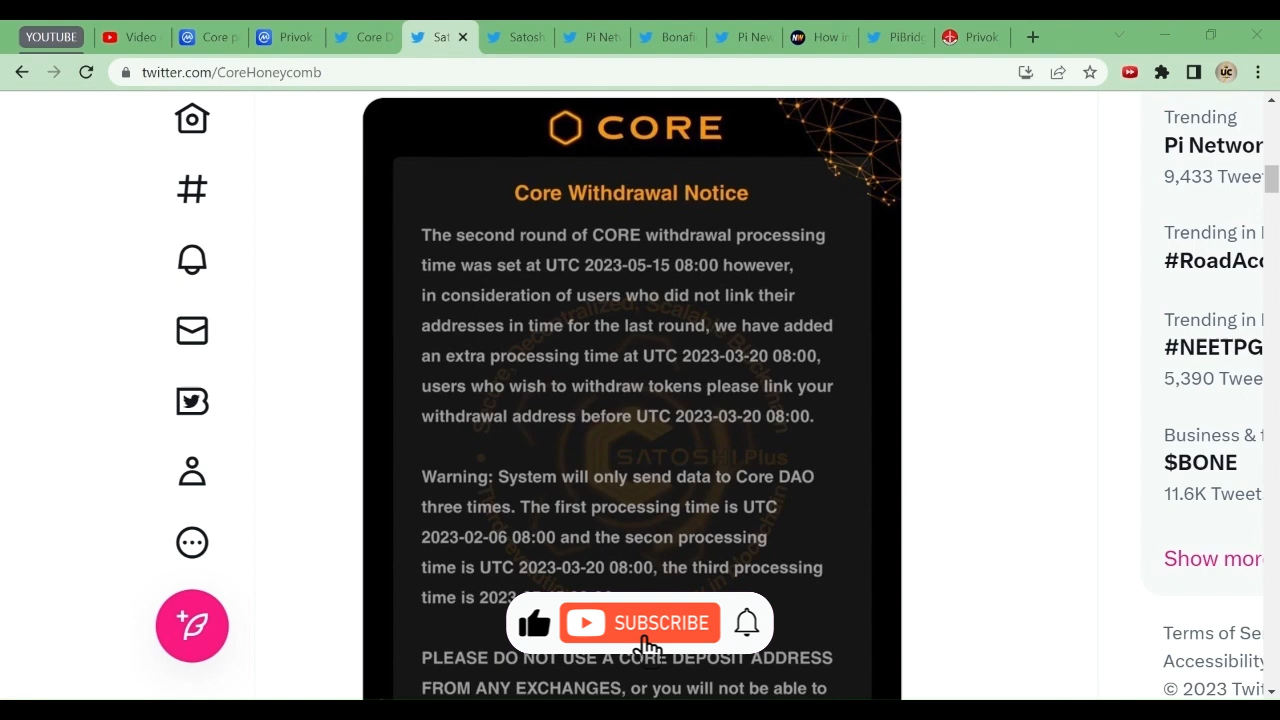 YOUTUBE
Video
Core p
Privok
Core D
Sat
Satosh
Pi Net
Bonafi
Pi New
How in
PiBridg
Privok
twitter.com/CoreHoneycomb
UC
CORE
Core Withdrawal Notice
The second round of CORE withdrawal processing
time was set at UTC 2023-05-15 08:00 however,
in consideration of users who did not link their
addresses in time for the last round, we have added
an extra processing time at UTC 2023-03-20 08:00,
users who wish to withdraw tokens please link your
withdrawal address before UTC 2023-03-20 08:00.
SATOSHI Plus
Warning: System will only send data to Core DAO
three times. The first processing time is UTC
2023-02-06 08:00 and the secon processing
time is UTC 2023-03-20 08:00, the third processing
time is 2023
SUBSCRIBE
PLEASE DO NOT USE A CORE DEPOSIT ADDRESS
FROM ANY EXCHANGES, or you will not be able to
Trending
Pi Networ
9,433 Twee
Trending in
#RoadAcc
Trending in
#NEETPG
5,390 Twee
Business & f
$BONE
11.6K Tweet
Show mor
Terms of Se
Accessibility
© 2023 Twit